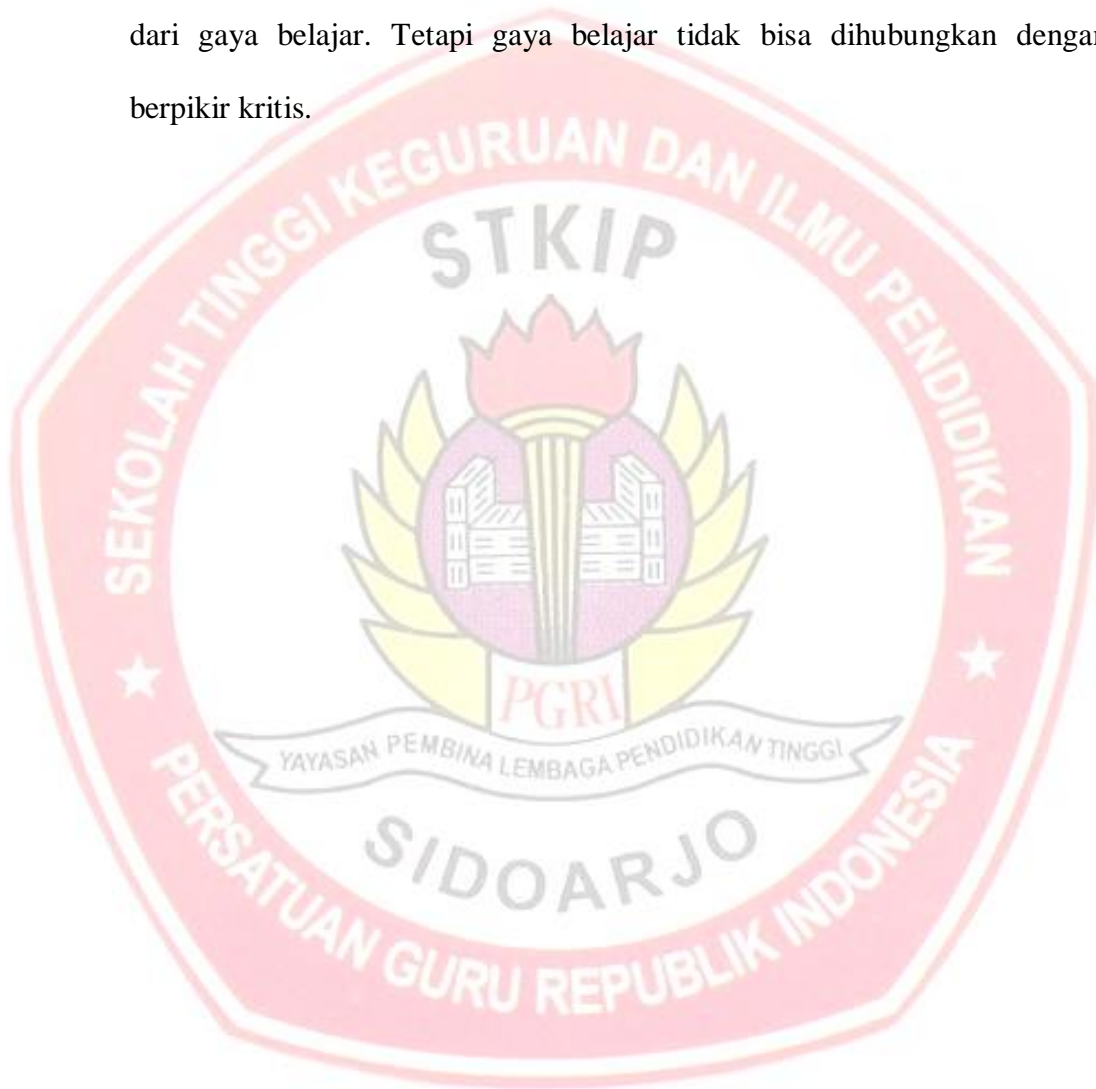 dari gaya belajar. Tetapi gaya belajar tidak bisa dihubungkan dengan
berpikir kritis.
SEKOLAH TINGGI KEGURUAN DAN ILMU PENDIDIKAN
STKIP
PGRI
YAYASAN PEMBINA LEMBAGA PENDIDIKAN TINGGI
SIDOARJO
PERSATUAN GURU REPUBLIK INDONESIA